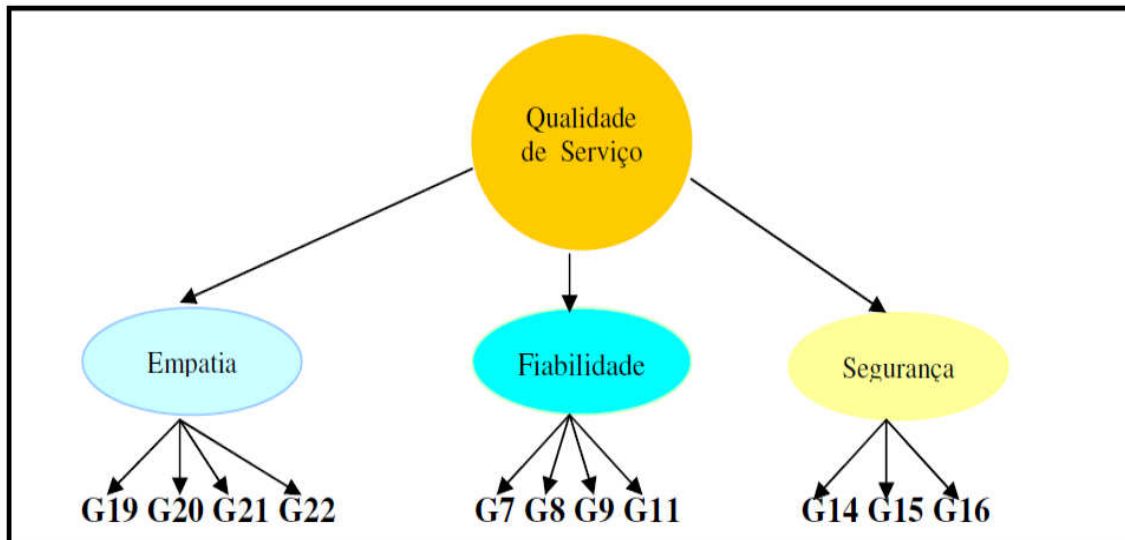 Qualidade
de Serviço
Empatia
Fiabilidade
Segurança
G19 G20 G21 G22
G7 G8 G9 G11
G14 G15 G16